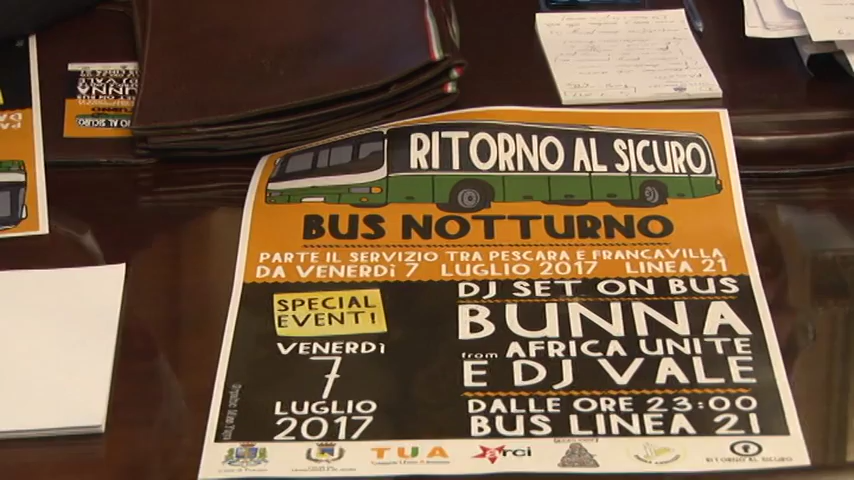 RITORNO AL SICURO
BUS NOTTURNO
PARTE IL SERVIZIO TRA PESCARA E FRANCAVILLA
DA VENERDÌ 7 LUGLIO 2017 LINEA 21
SPECIAL
EVENTI
VENERDÌ
7
LUGLIO
2017
DJ SET ON BUS
BUNNA
from AFRICA UNITE
E DJ VALE
DALLE ORE 23:00
BUS LINEA 21
TUA
arci
RITORNO AL SICURO